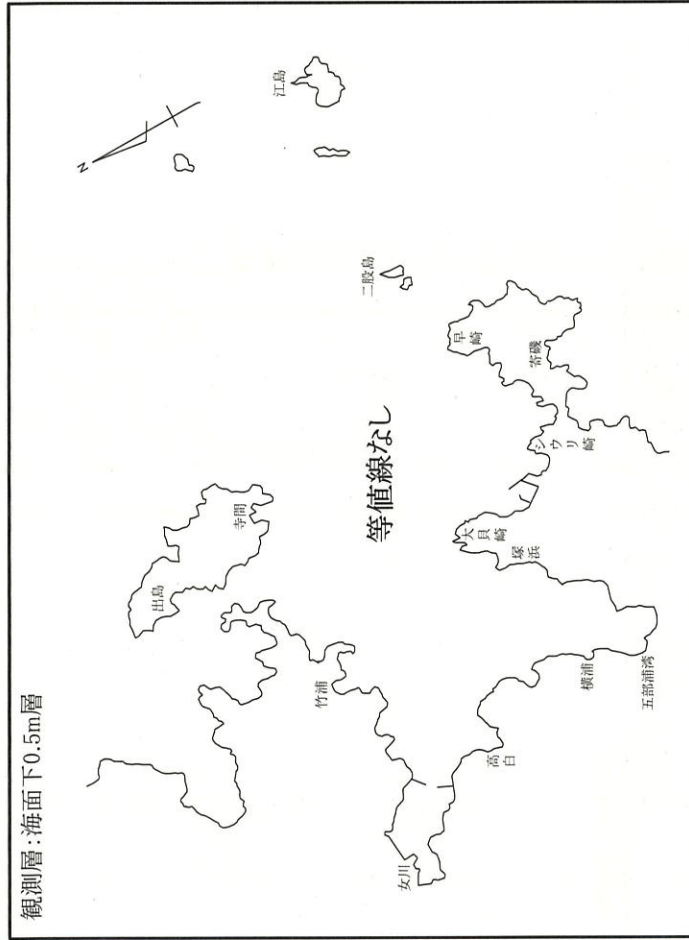 観測層:海面下0.5m層
N
江島
出島
寺間
二股島
竹浦
等値線なし
早崎
女川
大貝崎
寄磯
塚浜
シウリ崎
高白
横浦
五部浦湾